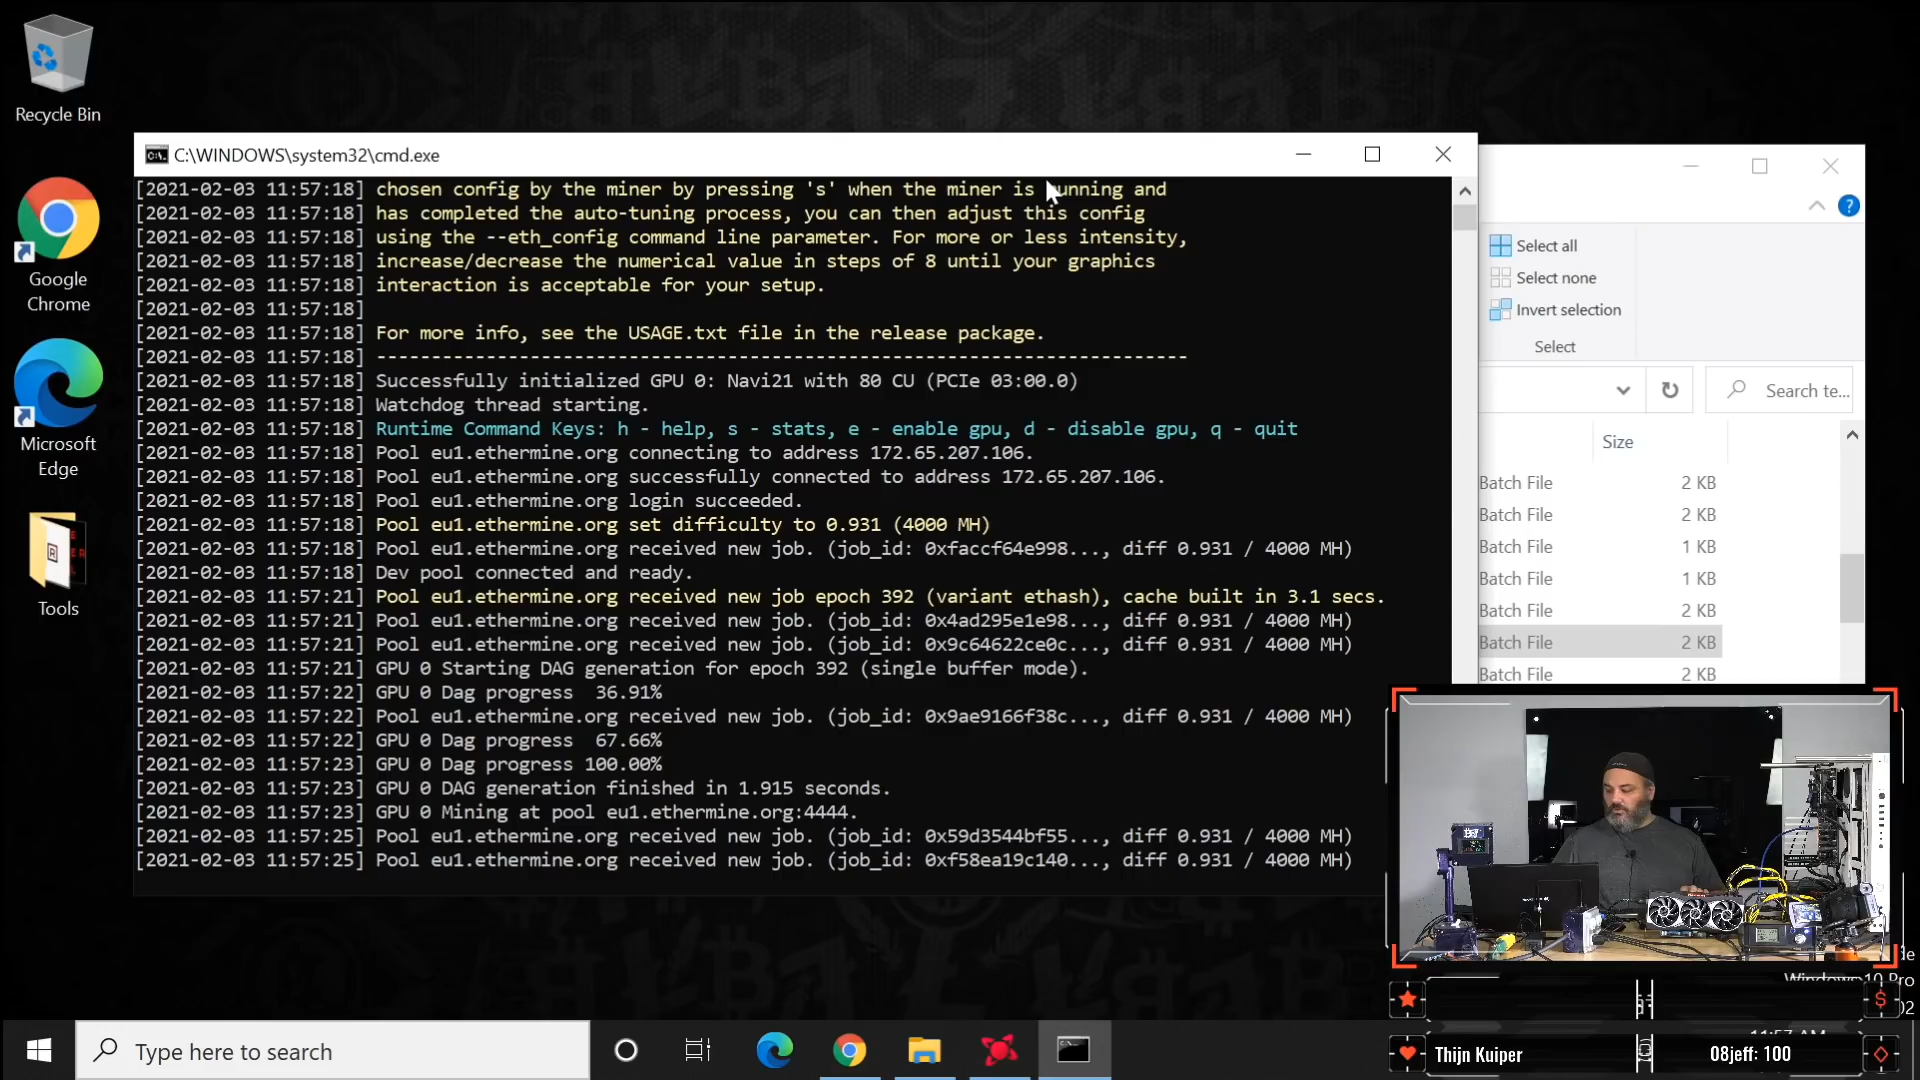 Recycle Bin
Google
Chrome
Microsoft
Edge
Tools
C:\WINDOWS\system32\cmd.exe
[2021-02-03 11:57:18] chosen config by the miner by pressing 's' when the miner is running and
[2021-02-03 11:57:18] has completed the auto-tuning process, you can then adjust this config
[2021-02-03 11:57:18] using the --eth_config command line parameter. For more or less intensity,
[2021-02-03 11:57:18] increase/decrease the numerical value in steps of 8 until your graphics
[2021-02-03 11:57:18] interaction is acceptable for your setup.
[2021-02-03 11:57:18]
[2021-02-03 11:57:18] For more info, see the USAGE.txt file in the release package.
[2021-02-03 11:57:18] --------------------------------------------------------------------------
[2021-02-03 11:57:18] Successfully initialized GPU 0: Navi21 with 80 CU (PCIe 03:00.0)
[2021-02-03 11:57:18] Watchdog thread starting.
[2021-02-03 11:57:18] Runtime Command Keys: h - help, s - stats, e - enable gpu, d - disable gpu, q - quit
[2021-02-03 11:57:18] Pool eu1.ethermine.org connecting to address 172.65.207.106.
[2021-02-03 11:57:18] Pool eu1.ethermine.org successfully connected to address 172.65.207.106.
[2021-02-03 11:57:18] Pool eu1.ethermine.org login succeeded.
[2021-02-03 11:57:18] Pool eu1.ethermine.org set difficulty to 0.931 (4000 MH)
[2021-02-03 11:57:18] Pool eu1.ethermine.org received new job. (job_id: 0xfaccf64e998..., diff 0.931 / 4000 MH)
[2021-02-03 11:57:18] Dev pool connected and ready.
[2021-02-03 11:57:21] Pool eu1.ethermine.org received new job epoch 392 (variant ethash), cache built in 3.1 secs.
[2021-02-03 11:57:21] Pool eu1.ethermine.org received new job. (job_id: 0x4ad295e1e98..., diff 0.931 / 4000 MH)
[2021-02-03 11:57:21] Pool eu1.ethermine.org received new job. (job_id: 0x9c64622ce0c..., diff 0.931 / 4000 MH)
[2021-02-03 11:57:21] GPU 0 Starting DAG generation for epoch 392 (single buffer mode).
[2021-02-03 11:57:22] GPU 0 Dag progress 36.91%
[2021-02-03 11:57:22] Pool eu1.ethermine.org received new job. (job_id: 0x9ae9166f38c..., diff 0.931 / 4000 MH)
[2021-02-03 11:57:22] GPU 0 Dag progress 67.66%
[2021-02-03 11:57:23] GPU 0 Dag progress 100.00%
[2021-02-03 11:57:23] GPU 0 DAG generation finished in 1.915 seconds.
[2021-02-03 11:57:23] GPU 0 Mining at pool eu1.ethermine.org:4444.
[2021-02-03 11:57:25] Pool eu1.ethermine.org received new job. (job_id: 0x59d3544bf55..., diff 0.931 / 4000 MH)
[2021-02-03 11:57:25] Pool eu1.ethermine.org received new job. (job_id: 0xf58ea19c140..., diff 0.931 / 4000 MH)
Select all
Select none
Invert selection
Select
Search te...
Size
Batch File 2 KB
Batch File 2 KB
Batch File 1 KB
Batch File 1 KB
Batch File 2 KB
Batch File 2 KB
Batch File 2 KB
Windows 10 Pro
Thijn Kuiper
08jeff: 100
Type here to search